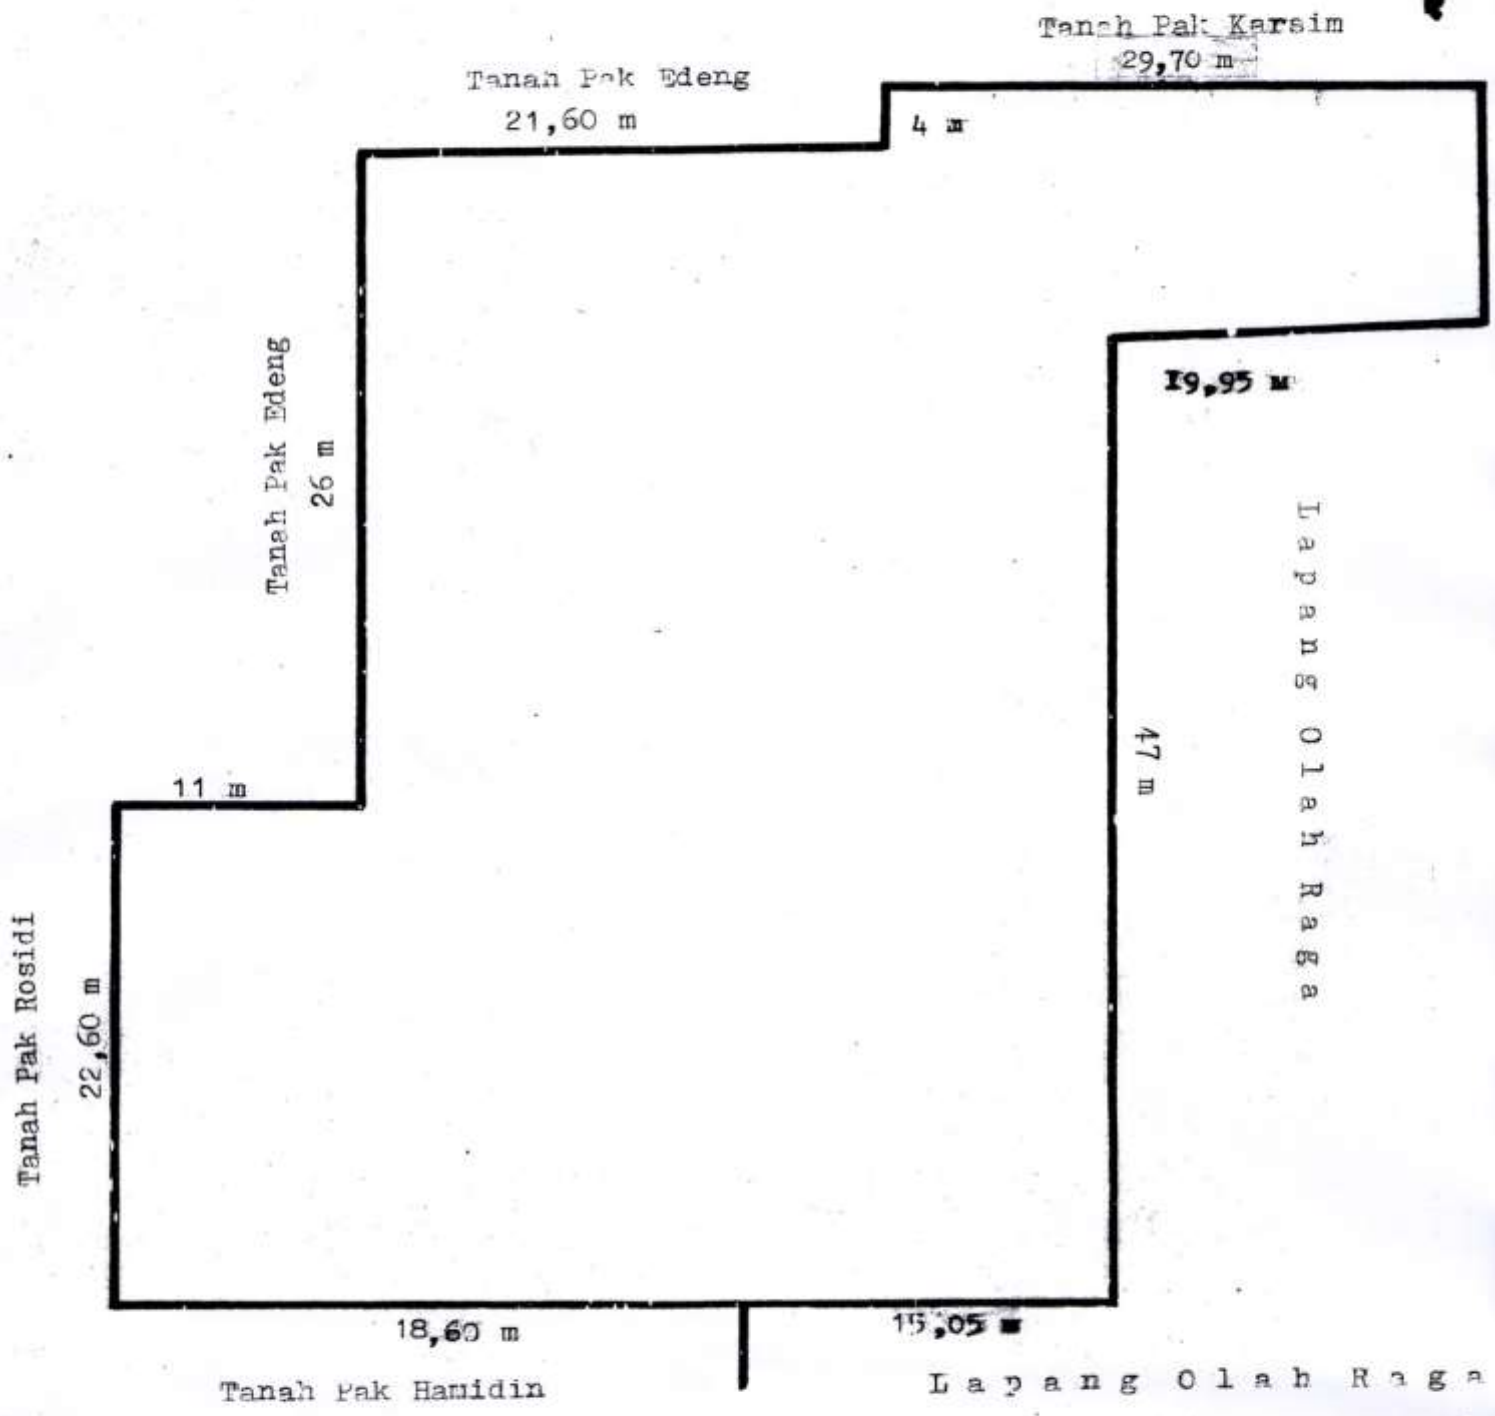 Tanah Pak Karsim
29,70 m
Tanah Pak Edeng
21,60 m
4 m
Tanah Pak Edeng
26 m
19,95 m
11 m
47 m
Lapang Olah Raga
Tanah Pak Rosidi
22,60 m
18,60 m
15,05 m
Tanah Pak Hamidin
Lapang Olah Raga